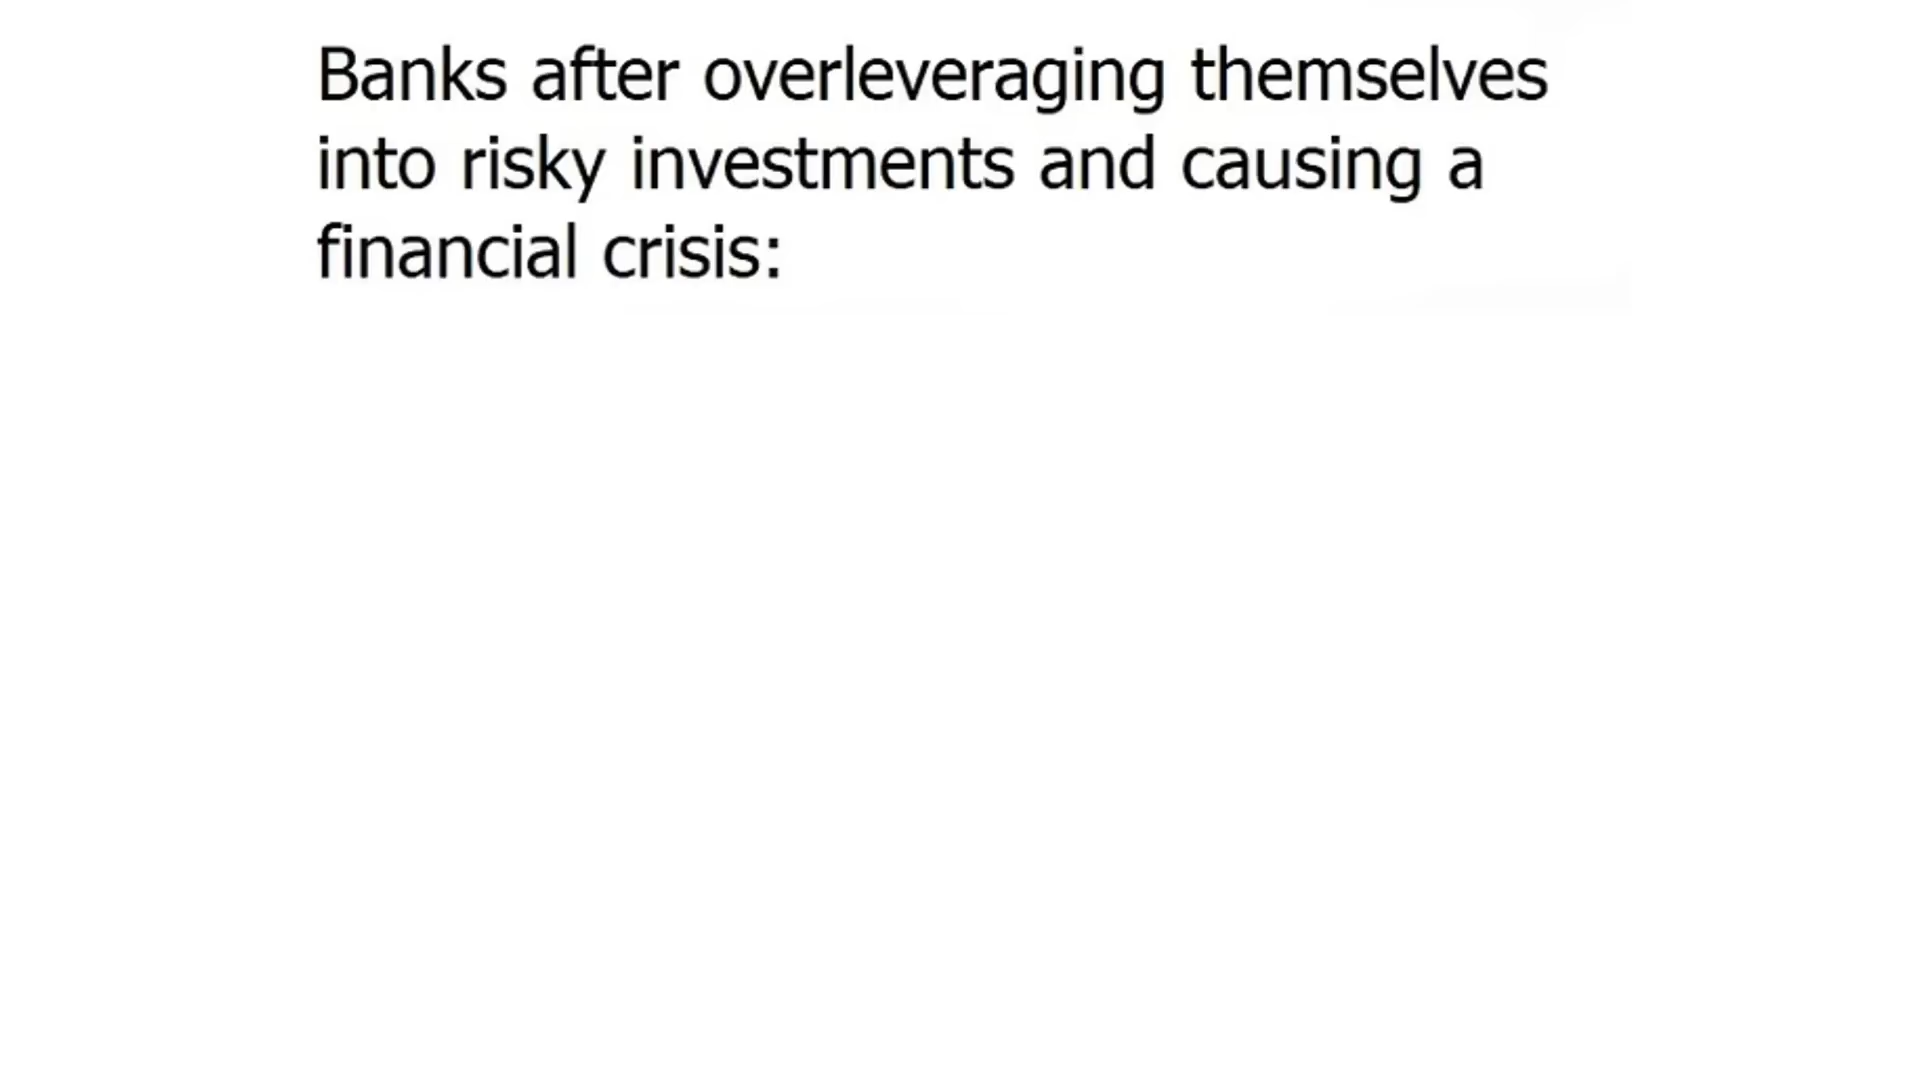 Banks after overleveraging themselves
into risky investments and causing a
financial crisis: